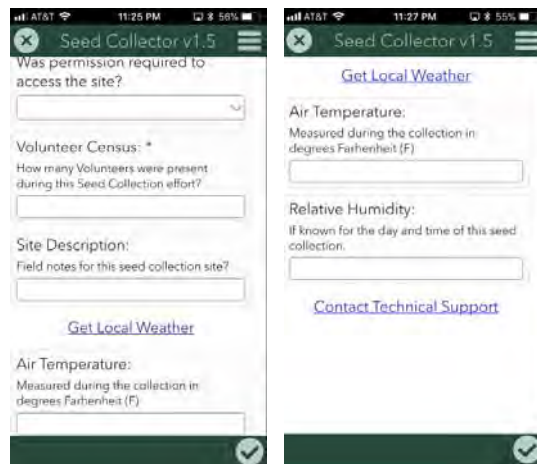 AT&T 11:25 PM 56%
Seed Collector v1.5
Was permission required to
access the site?
Volunteer Census: *
How many Volunteers were present
during this Seed Collection effort?
Site Description:
Field notes for this seed collection site?
Get Local Weather
Air Temperature:
Measured during the collection in
degrees Farhenheit (F)
AT&T 11:27 PM 55%
Seed Collector v1.5
Get Local Weather
Air Temperature:
Measured during the collection in
degrees Farhenheit (F)
Relative Humidity:
If known for the day and time of this seed
collection.
Contact Technical Support